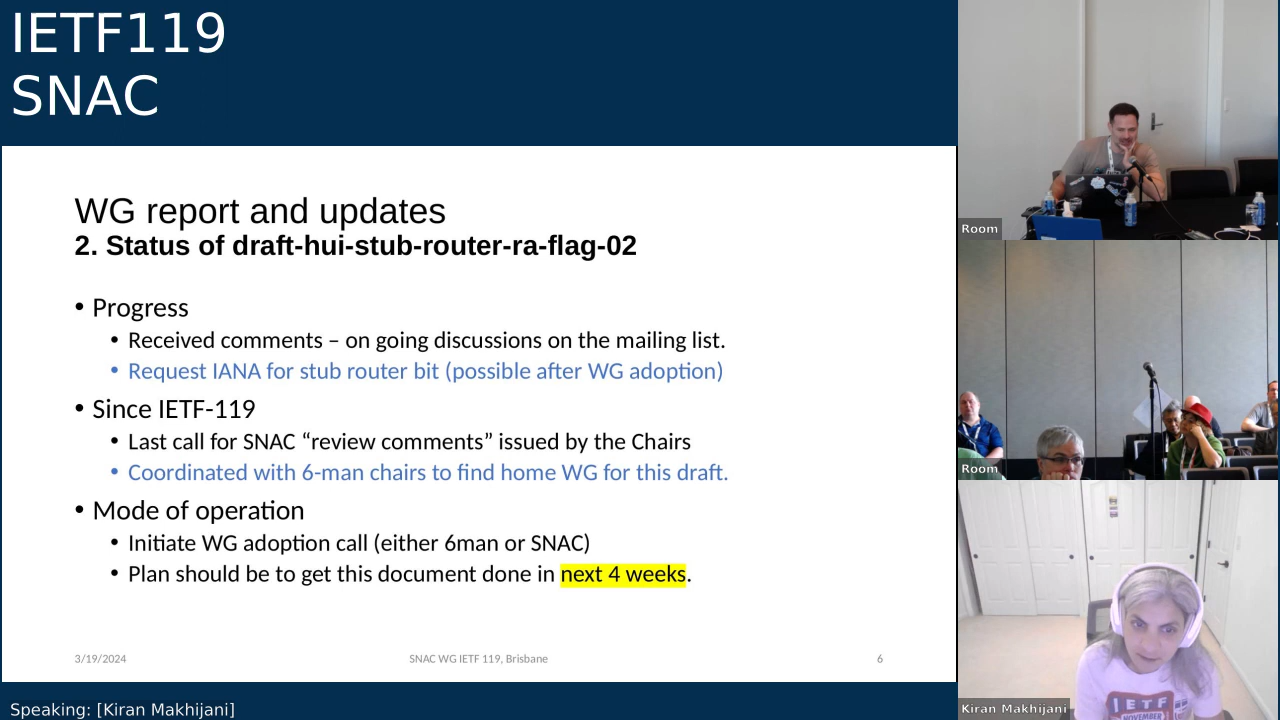 IETF119
SNAC
WG report and updates
2. Status of draft-hui-stub-router-ra-flag-02
• Progress
• Received comments – on going discussions on the mailing list.
• Request IANA for stub router bit (possible after WG adoption)
• Since IETF-119
• Last call for SNAC “review comments” issued by the Chairs
• Coordinated with 6-man chairs to find home WG for this draft.
• Mode of operation
• Initiate WG adoption call (either 6man or SNAC)
• Plan should be to get this document done in next 4 weeks.
3/19/2024
SNAC WG IETF 119, Brisbane
6
Speaking: [Kiran Makhijani]
Room
Room
Kiran Makhijani
IETF
NOVEMBER